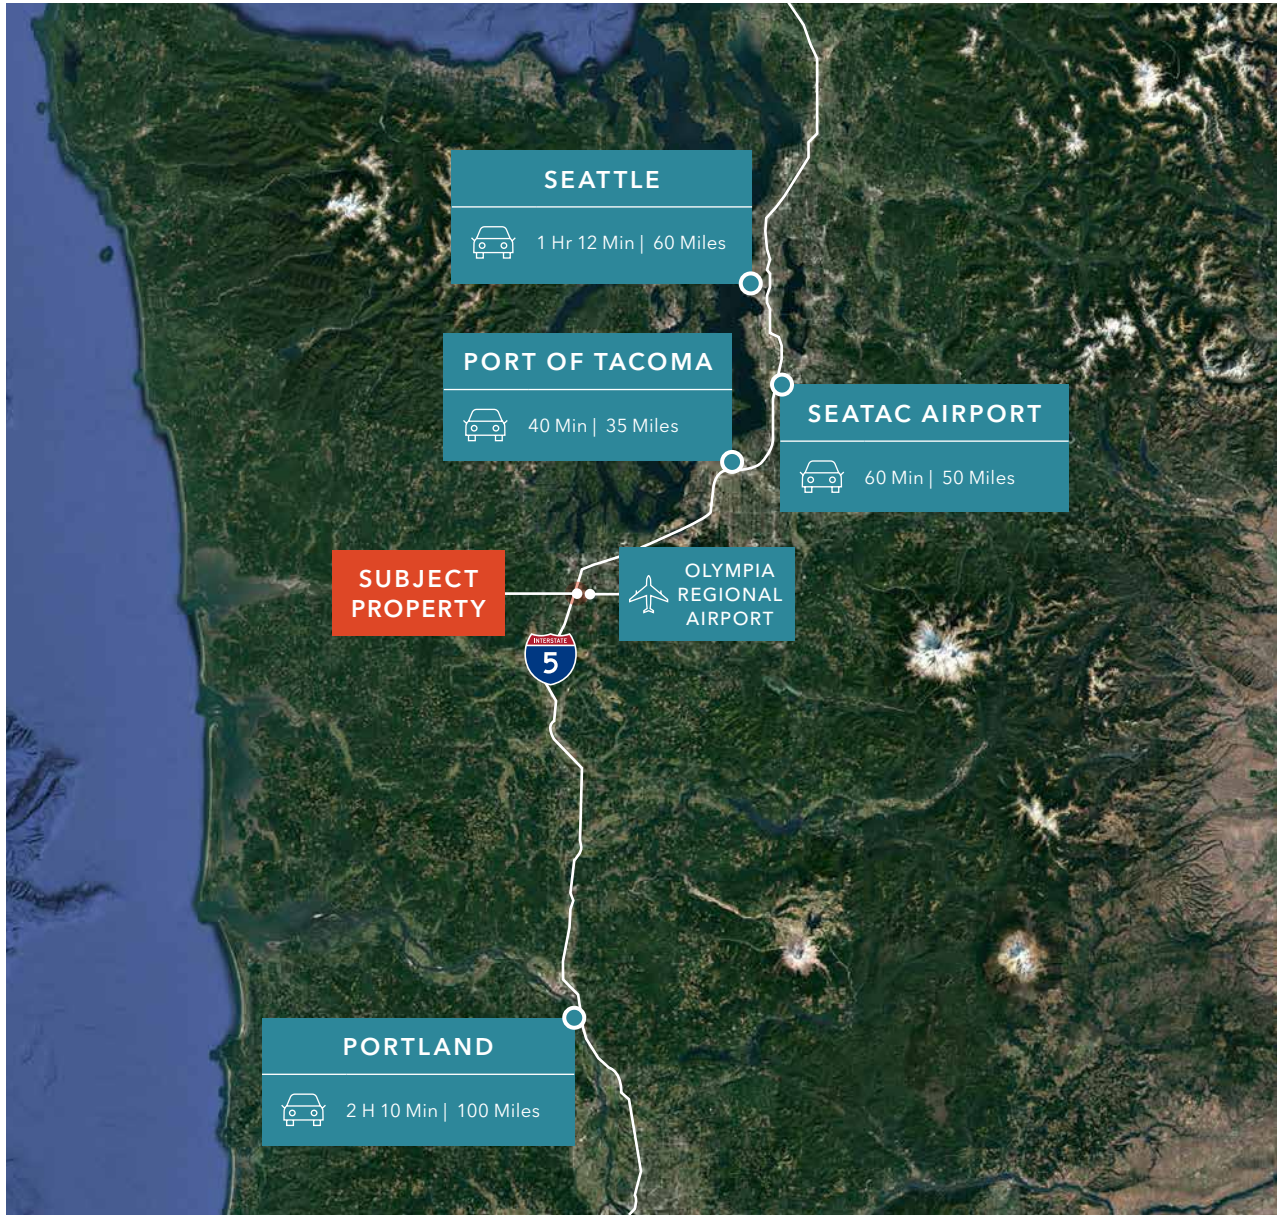 SEATTLE
1 Hr 12 Min | 60 Miles
PORT OF TACOMA
40 Min | 35 Miles
SEATAC AIRPORT
60 Min | 50 Miles
SUBJECT
PROPERTY
OLYMPIA
REGIONAL
AIRPORT
INTERSTATE
5
PORTLAND
2 H 10 Min | 100 Miles